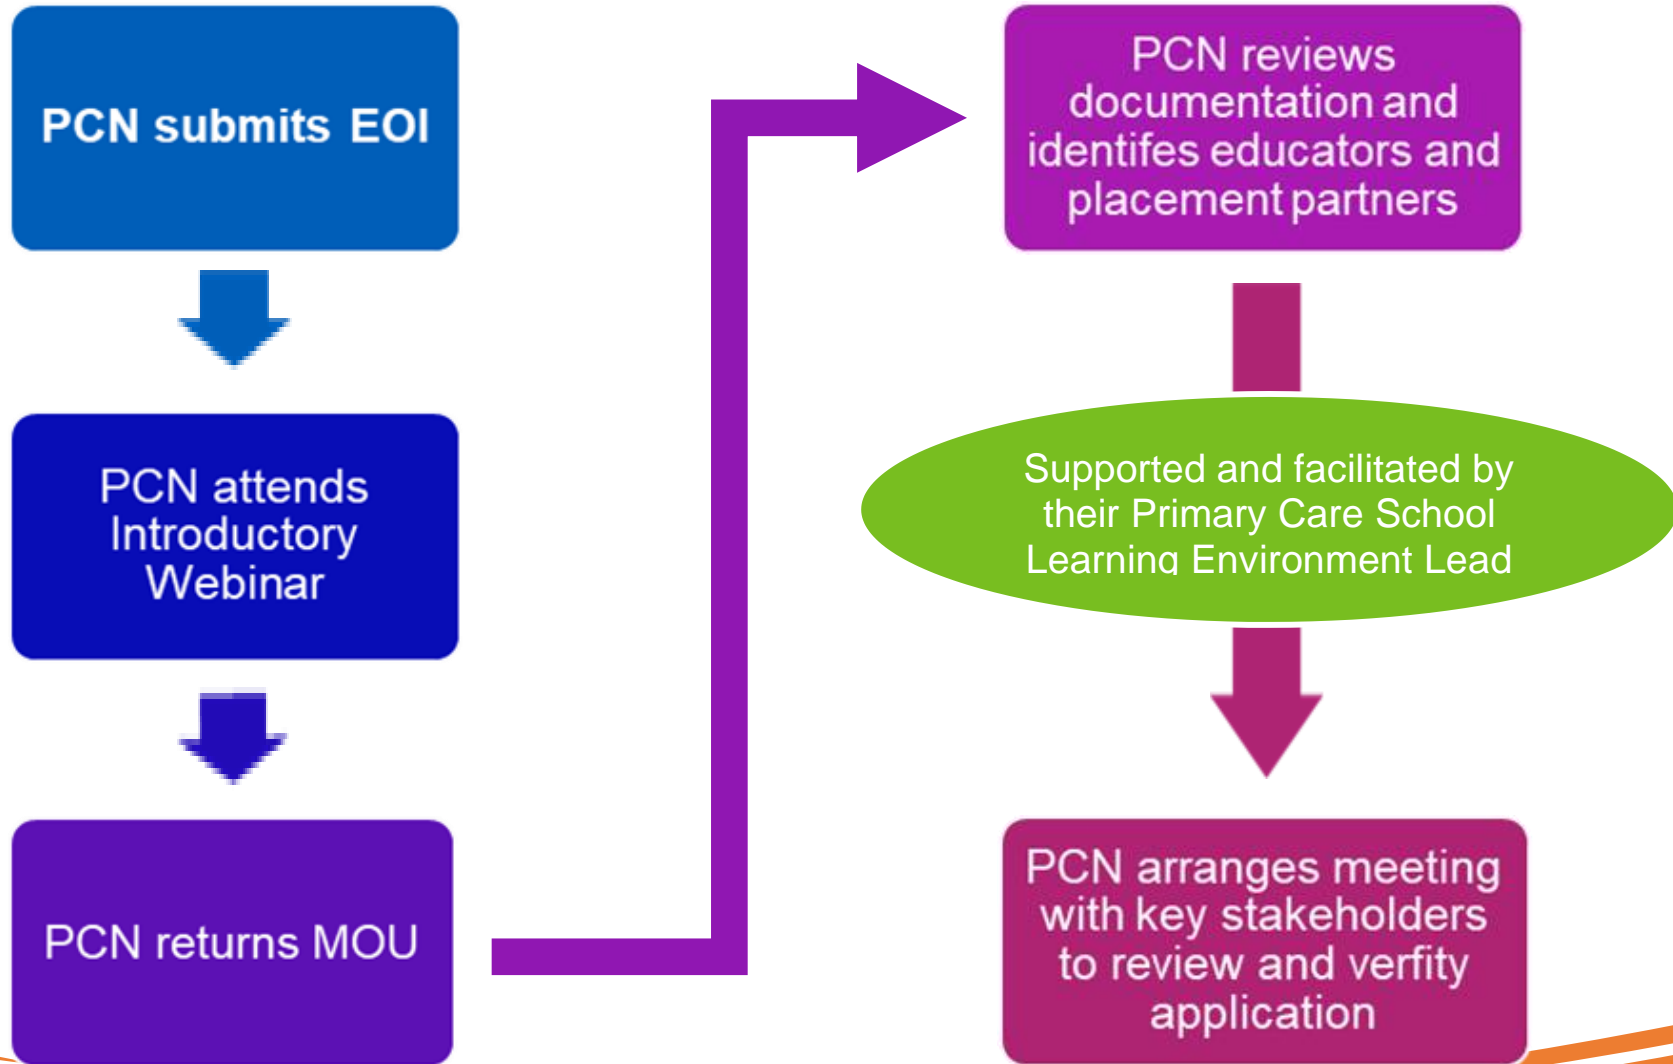 PCN submits EOI
PCN attends
Introductory
Webinar
PCN returns MOU
PCN reviews
documentation and
identifes educators and
placement partners
Supported and facilitated by
their Primary Care School
Learning Environment Lead
PCN arranges meeting
with key stakeholders
to review and verfity
application